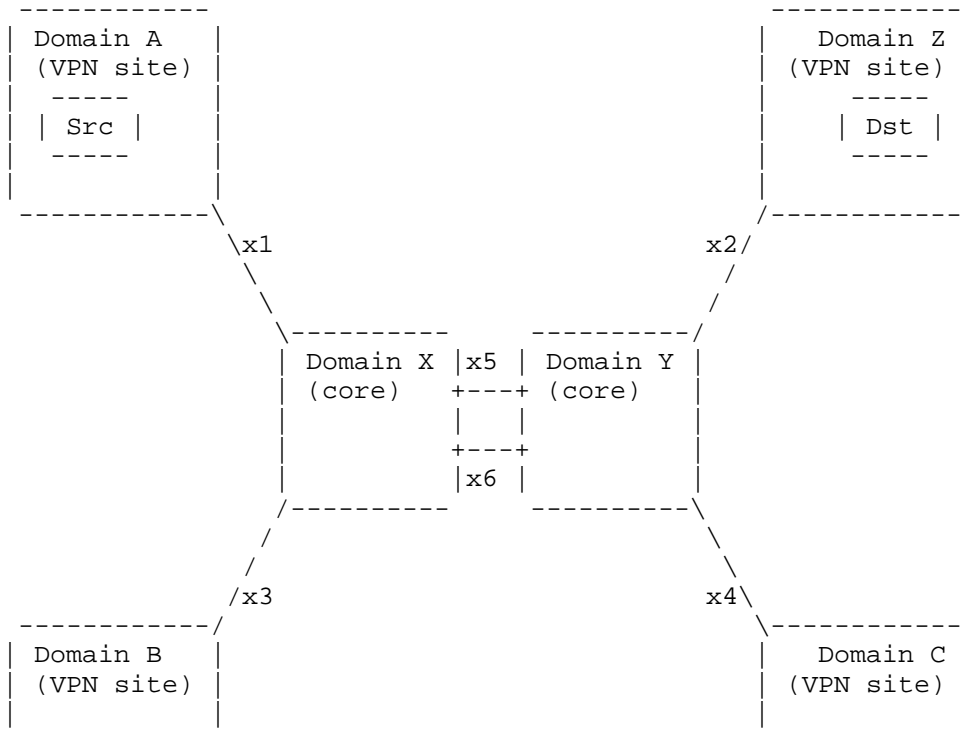 Domain A Domain Z
(VPN site) (VPN site)
Src Dst
x1 x2
Domain X x5 Domain Y
(core) (core)
x6
x3 x4
Domain B Domain C
(VPN site) (VPN site)